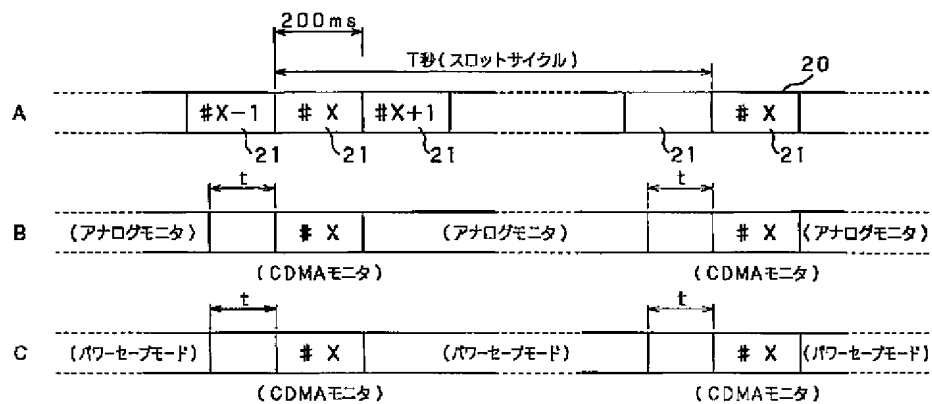 200ms
T秒(スロットサイクル)
20
A
#X-1
# X
#X+1
# X
21
21
21
21
21
t
t
B
(アナログモニタ)
# X
(アナログモニタ)
# X
(アナログモニタ)
(CDMAモニタ)
(CDMAモニタ)
t
t
C
(パワーセーブモード)
# X
(パワーセーブモード)
# X
(パワーセーブモード)
(CDMAモニタ)
(CDMAモニタ)